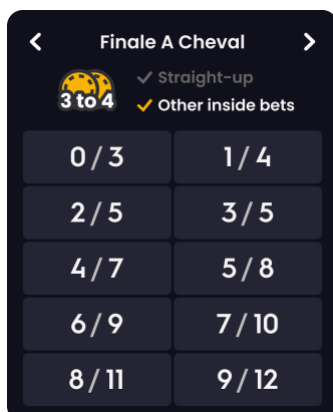 Finale A Cheval
3 to 4
Straight-up
Other inside bets
0/3 1/4
2/5 3/5
4/7 5/8
6/9 7/10
8/11 9/12